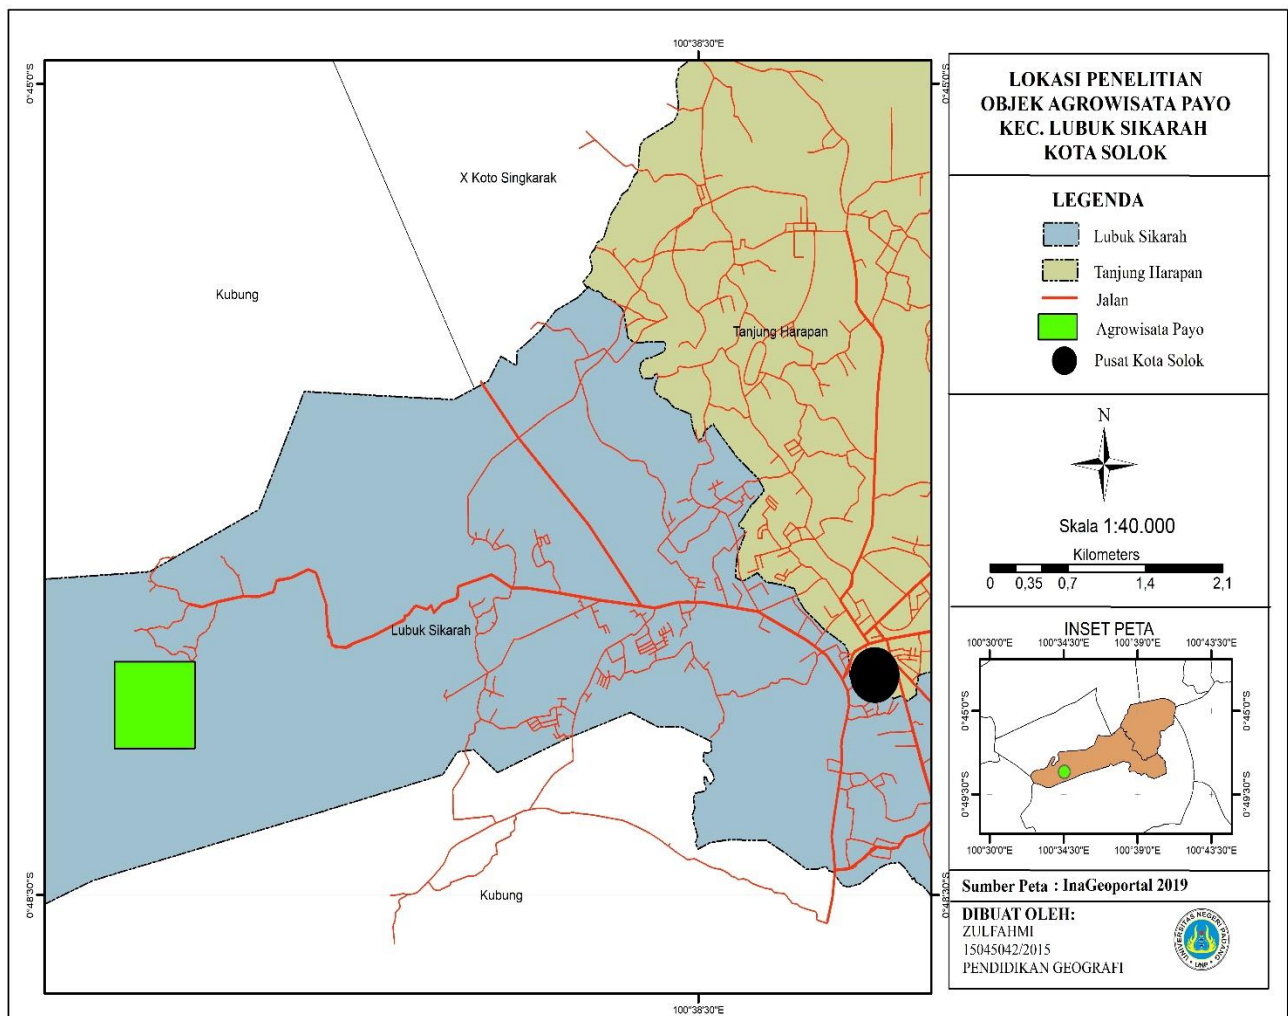 100°38'30"E
0°45'0"S
0°45'0"S
X Koto Singkarak
Kubung
Tanjung Harapan
Lubuk Sikarah
Kubung
0°48'30"S
0°48'30"S
100°38'30"E
LOKASI PENELITIAN
OBJEK AGROWISATA PAYO
KEC. LUBUK SIKARAH
KOTA SOLOK
LEGENDA
Lubuk Sikarah
Tanjung Harapan
Jalan
Agrowisata Payo
Pusat Kota Solok
N
Skala 1:40.000
Kilometers
0 0,35 0,7 1,4 2,1
INSET PETA
100°30'0"E 100°34'30"E 100°39'0"E 100°43'30"E
0°45'0"S
0°45'0"S
0°49'30"S
0°49'30"S
100°30'0"E 100°34'30"E 100°39'0"E 100°43'30"E
Sumber Peta : InaGeoportal 2019
DIBUAT OLEH:
ZULFAHMI
15045042/2015
PENDIDIKAN GEOGRAFI
UNIVERSITAS NEGERI PADANG
UNP